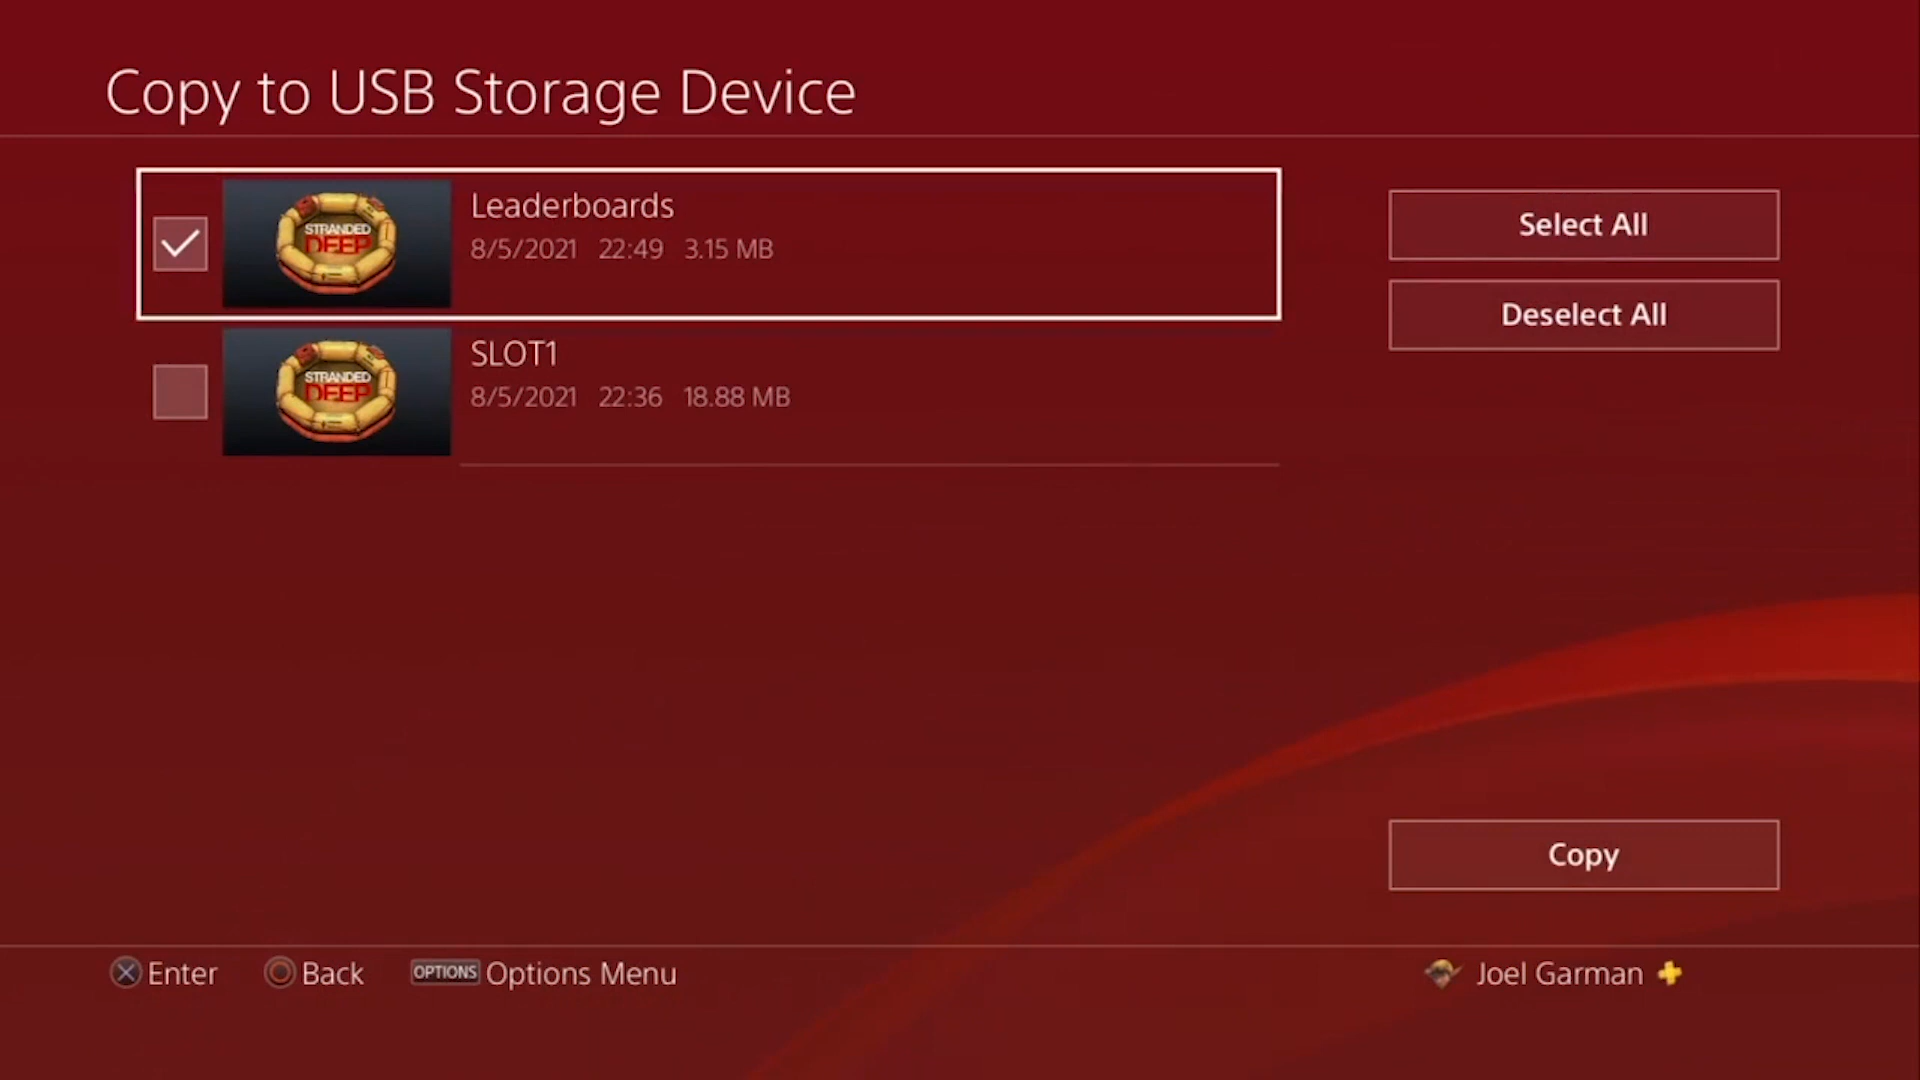 Copy to USB Storage Device
STRANDED
DEEP
Leaderboards
8/5/2021 22:49 3.15 MB
Select All
Deselect All
STRANDED
DEEP
SLOT1
8/5/2021 22:36 18.88 MB
Copy
Enter
Back
OPTIONS Options Menu
Joel Garman